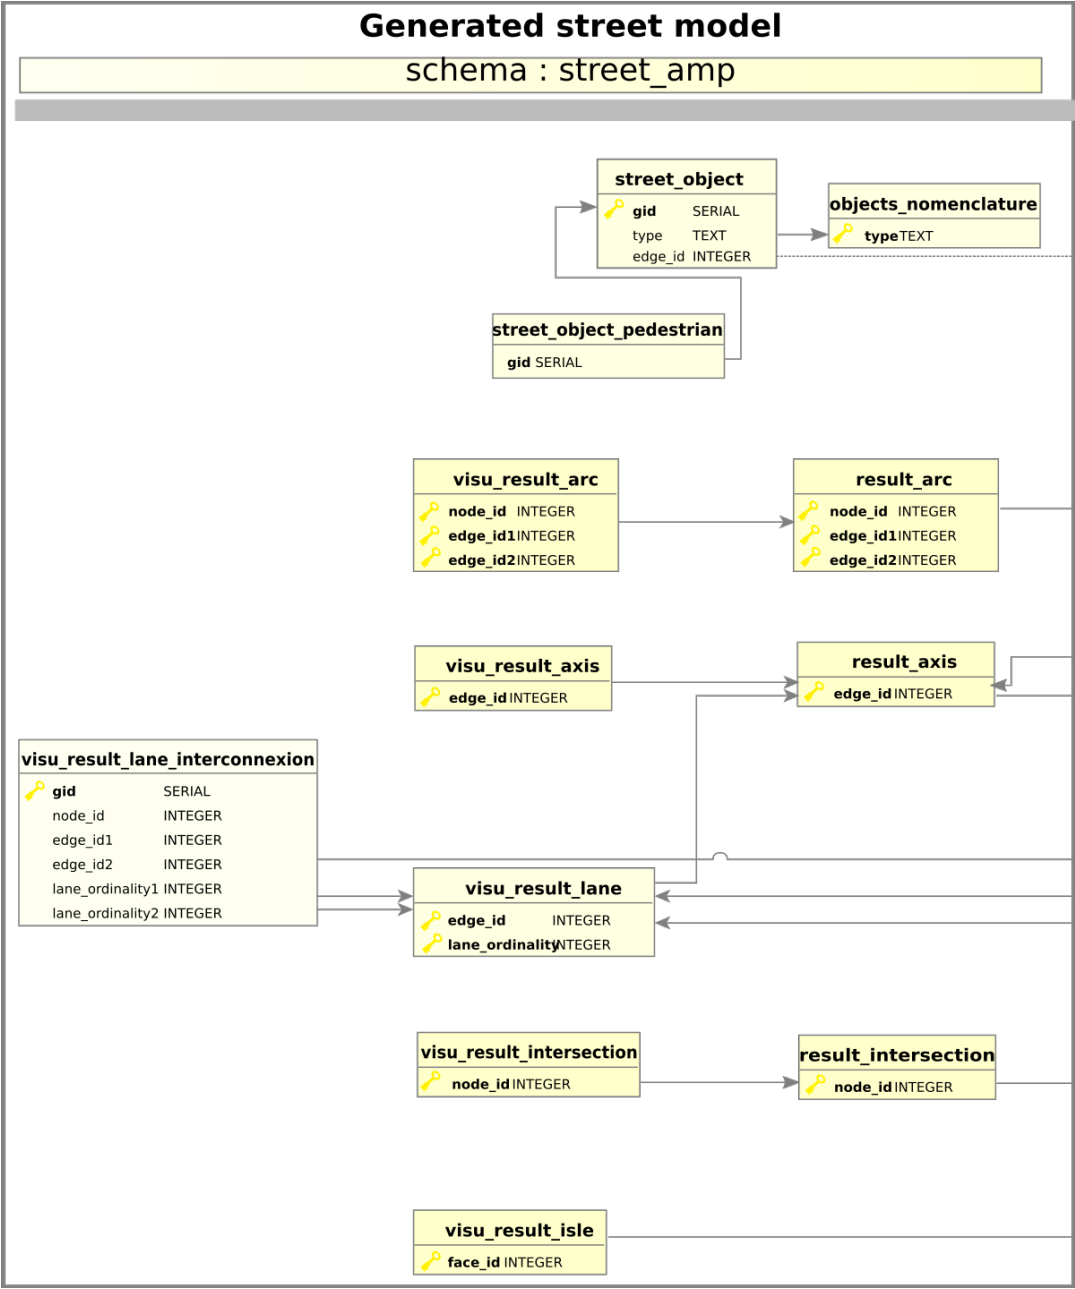 Generated street model
schema : street_amp
street_object
gid SERIAL
type TEXT
edge_id INTEGER
objects_nomenclature
type TEXT
street_object_pedestrian
gid SERIAL
visu_result_arc
node_id INTEGER
edge_id1 INTEGER
edge_id2 INTEGER
result_arc
node_id INTEGER
edge_id1 INTEGER
edge_id2 INTEGER
visu_result_axis
edge_id INTEGER
result_axis
edge_id INTEGER
visu_result_lane_interconnexion
gid SERIAL
node_id INTEGER
edge_id1 INTEGER
edge_id2 INTEGER
lane_ordinality1 INTEGER
lane_ordinality2 INTEGER
visu_result_lane
edge_id INTEGER
lane_ordinality INTEGER
visu_result_intersection
node_id INTEGER
result_intersection
node_id INTEGER
visu_result_isle
face_id INTEGER